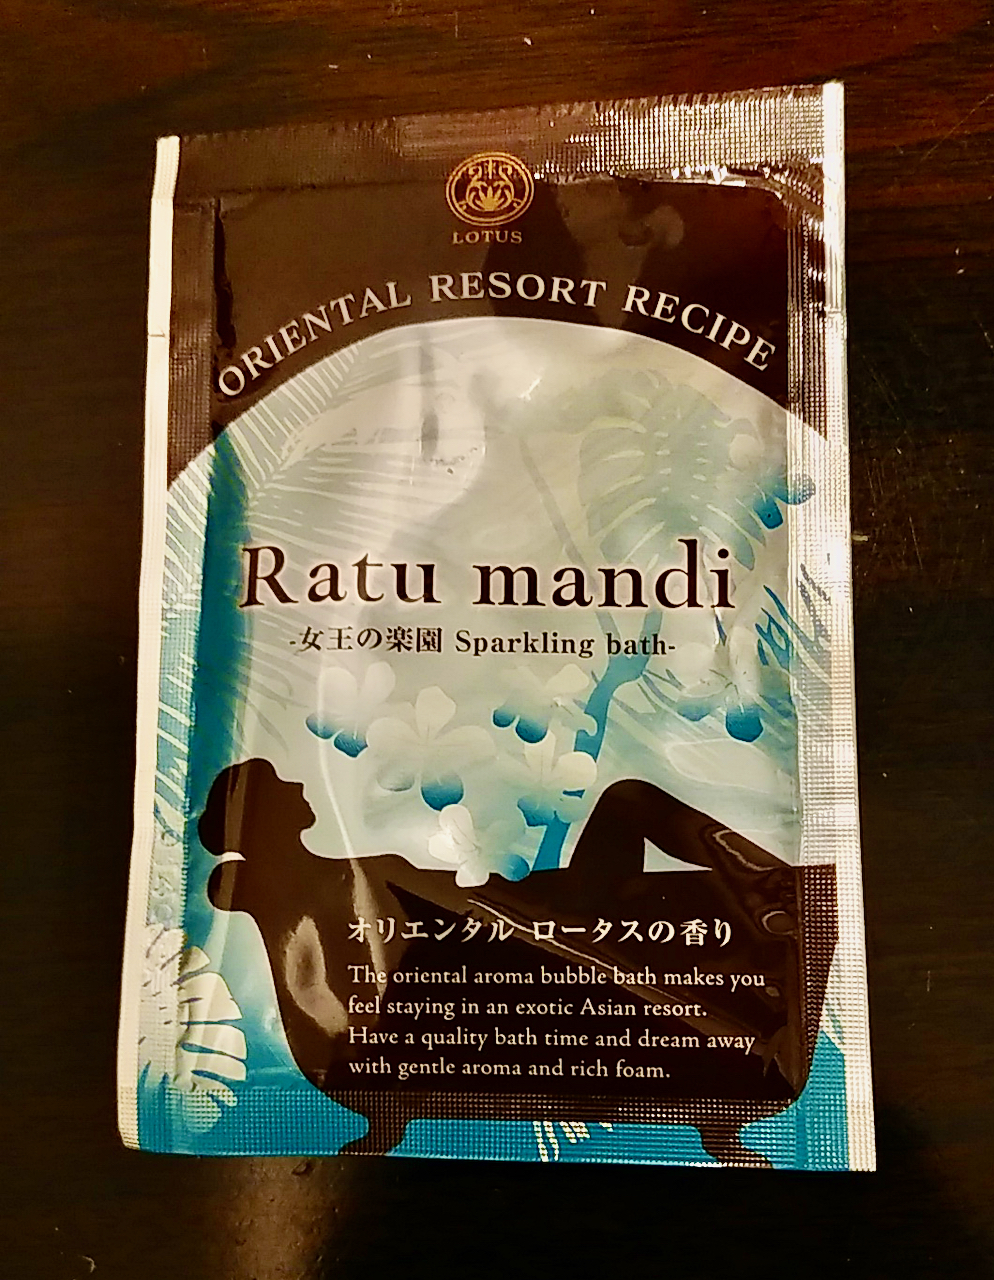 LOTUS
ORIENTAL RESORT RECIPE
Ratu mandi
-女王の楽園 Sparkling bath-
オリエンタル ロータスの香り
The oriental aroma bubble bath makes you
feel staying in an exotic Asian resort.
Have a quality bath time and dream away
with gentle aroma and rich foam.